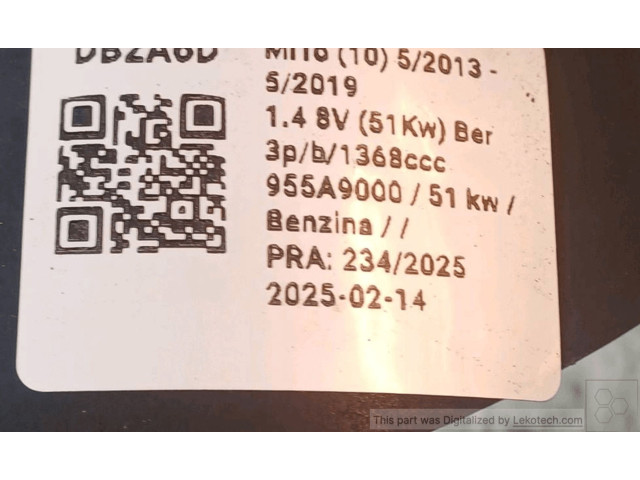 DB2A6D
MiTo (10) 5/2013 -
5/2019
1.4 8V (51Kw) Ber
3p/b/1368ccc
955A9000 / 51 kw /
Benzina / /
PRA: 234/2025
2025-02-14
This part was Digitalized by Lekotech.com